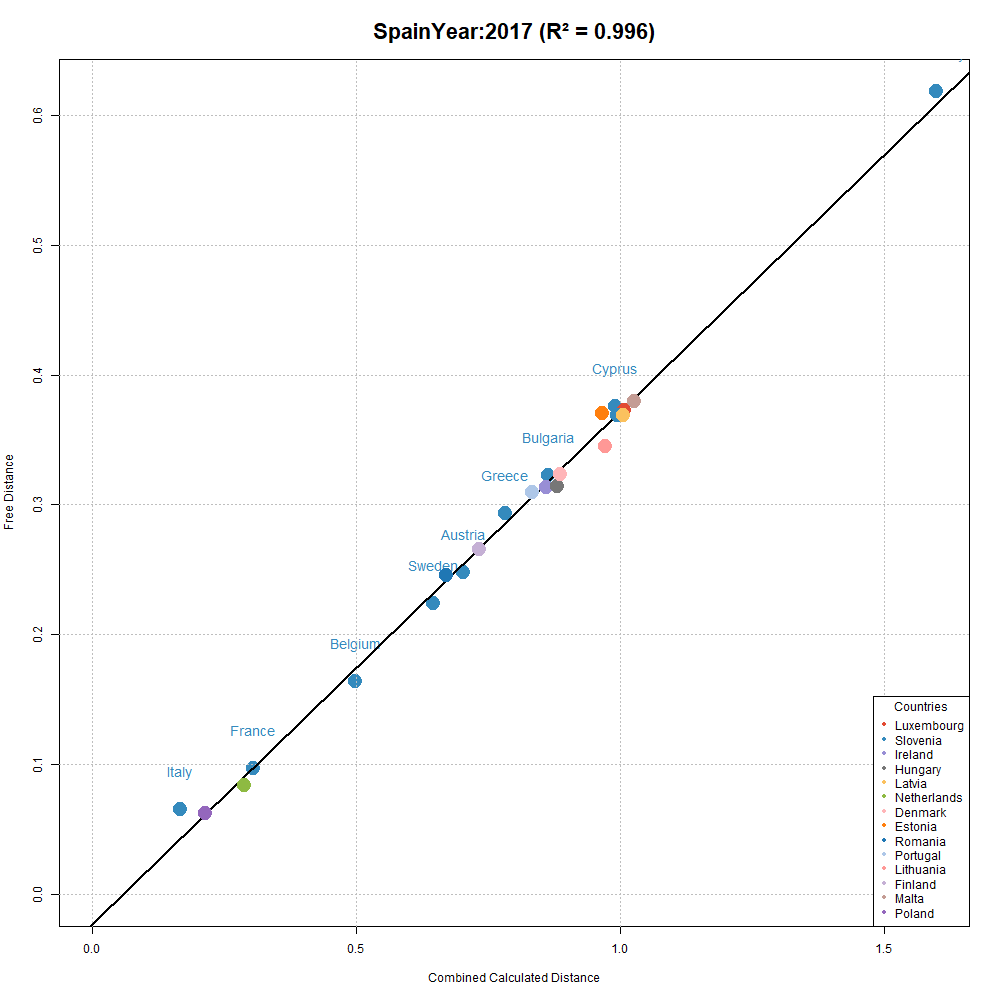 SpainYear:2017 (R² = 0.996)
0.6
0.5
0.4
0.3
0.2
0.1
0.0
Free Distance
Cyprus
Bulgaria
Greece
Austria
Sweden
Belgium
France
Italy
Countries
Luxembourg
Slovenia
Ireland
Hungary
Latvia
Netherlands
Denmark
Estonia
Romania
Portugal
Lithuania
Finland
Malta
Poland
0.0 0.5 1.0 1.5
Combined Calculated Distance